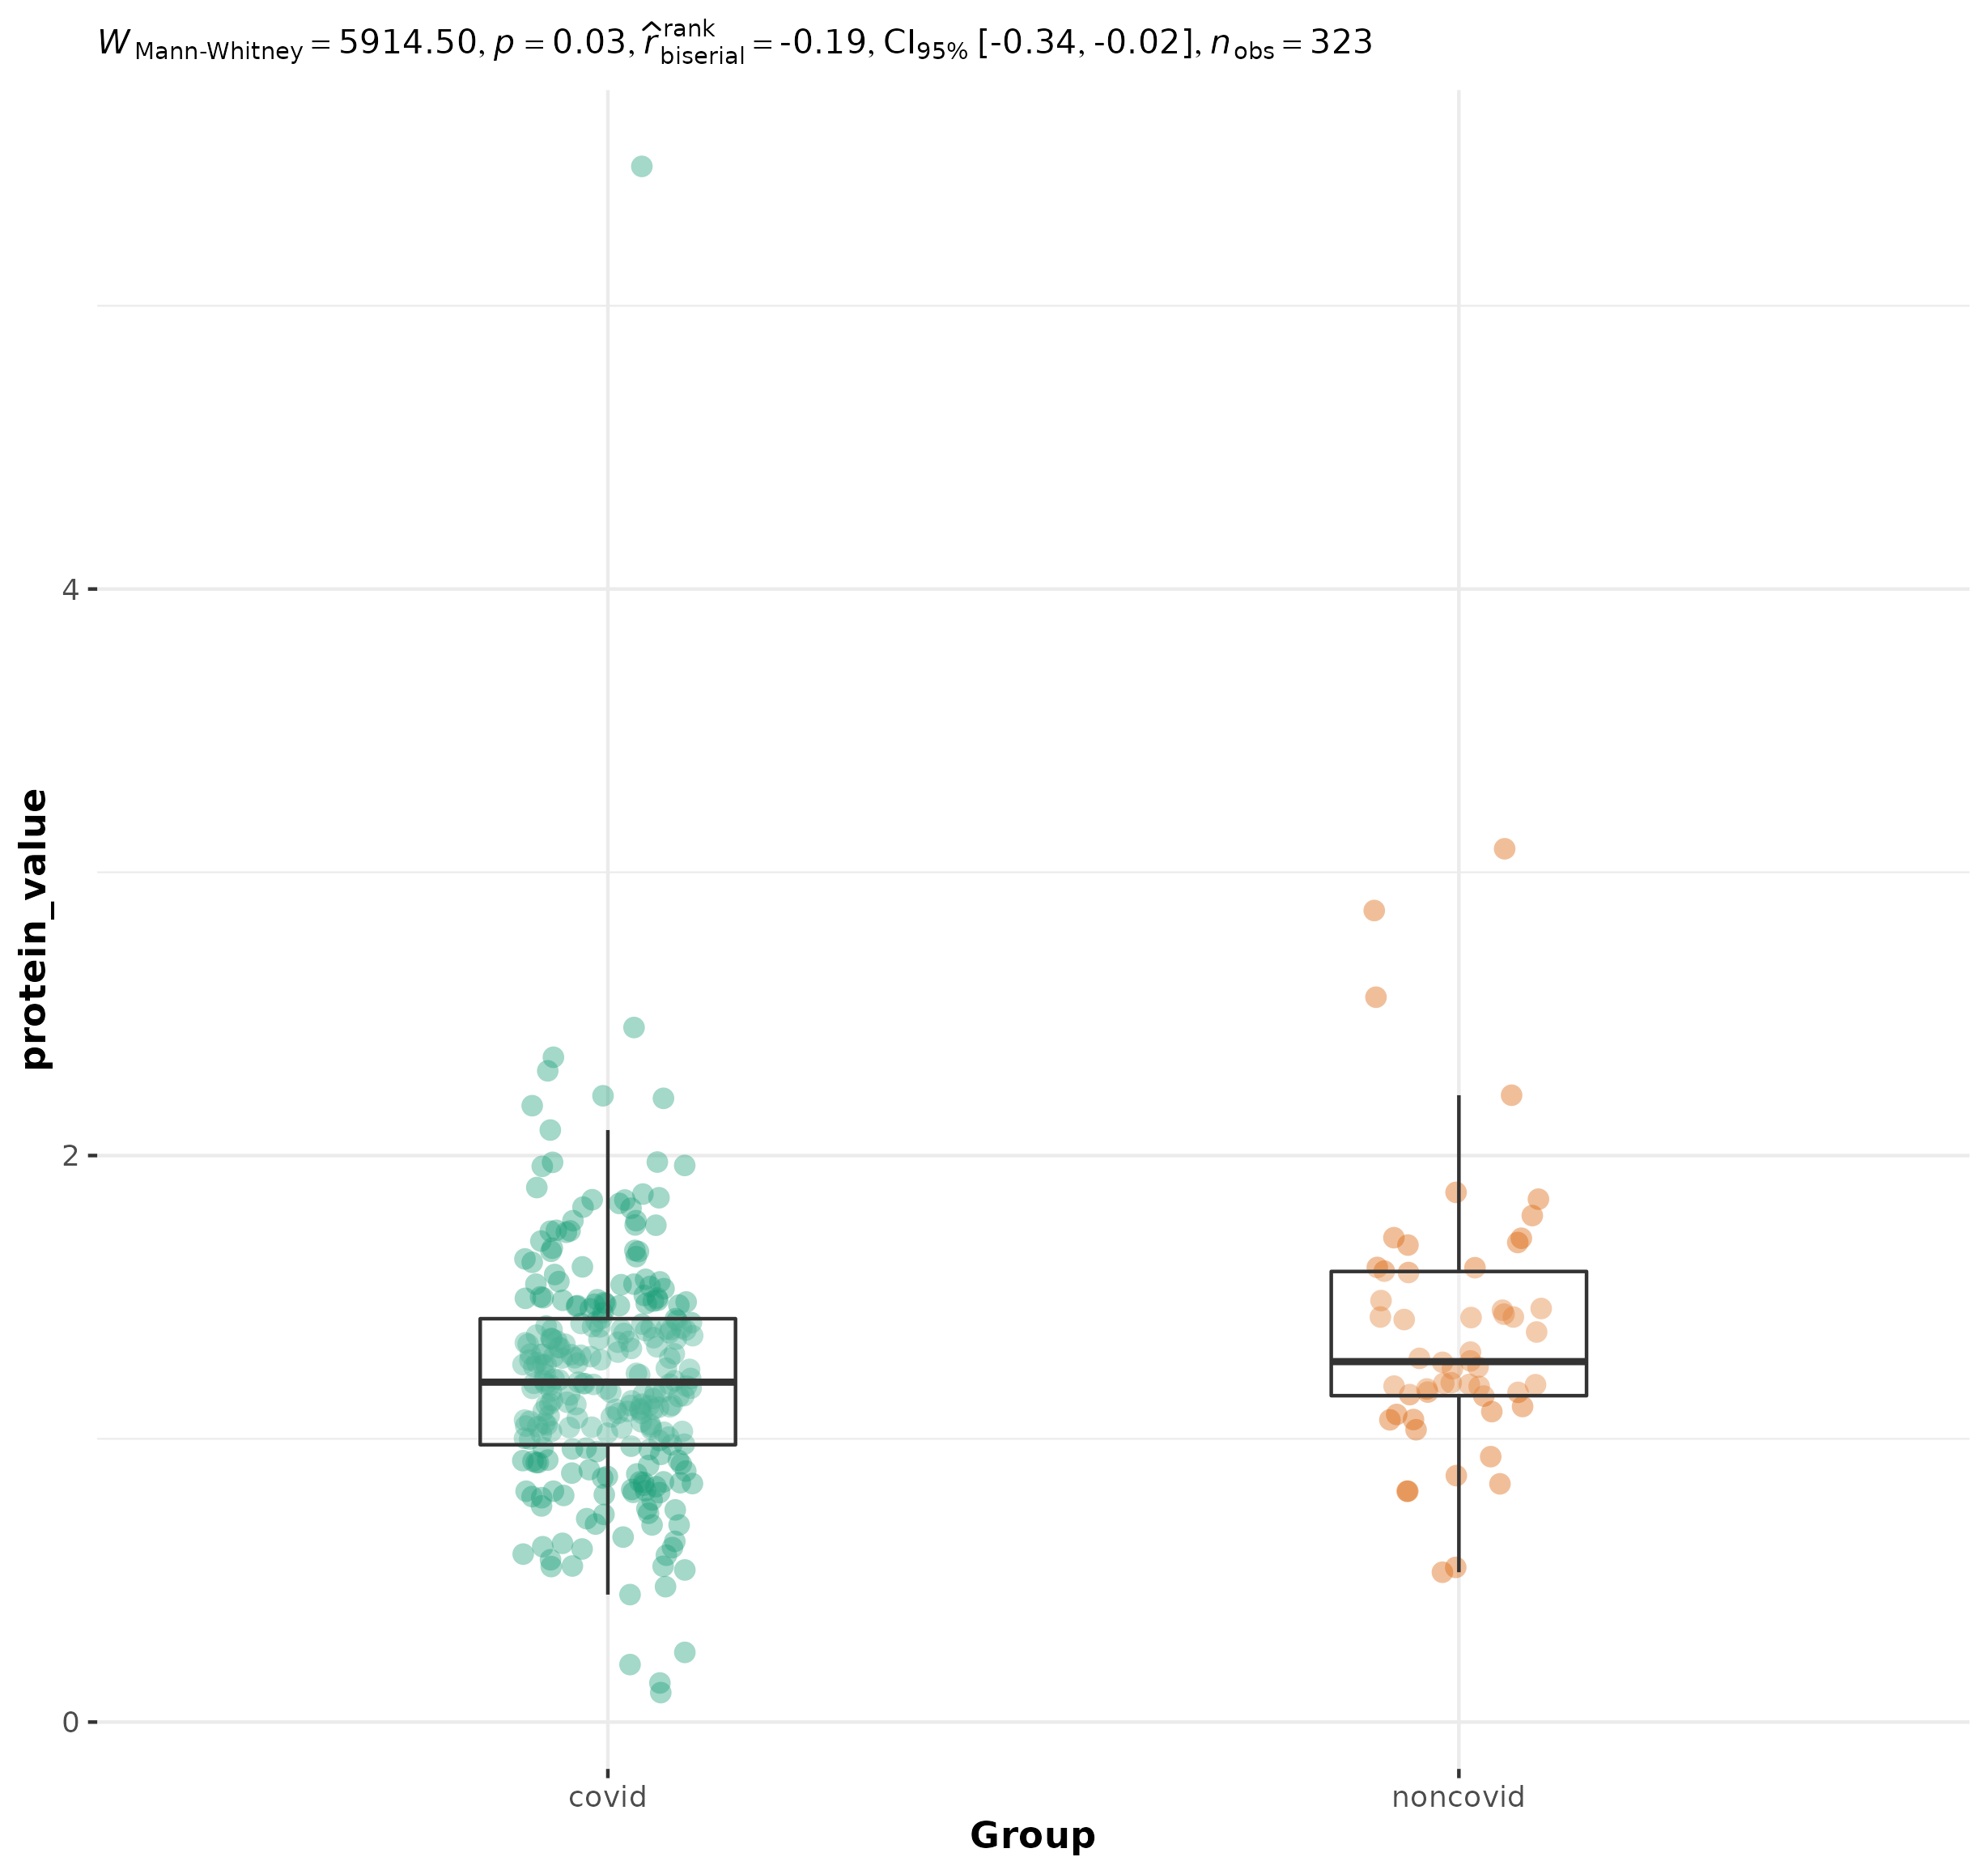 W Mann-Whitney = 5914.50, p = 0.03, r̂ rank biserial = -0.19, CI95% [-0.34, -0.02], nobs = 323
4
2
0
protein_value
covid noncovid
Group